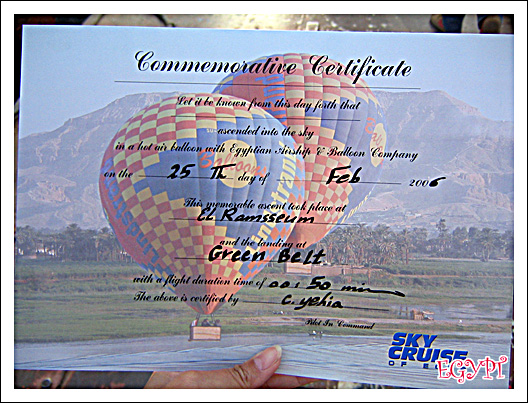 Commemorative Certificate
Let it be known from this day forth that
ascended into the sky
in a hot air balloon with Egyptian Airship & Balloon Company
on the 25 Th day of Feb 2006
This memorable ascent took place at
El Ramsseum
and the landing at
Green Belt
with a flight duration time of 00: 50 min
The above is certified by C. yehia
Pilot In Command
SKY
CRUISE
OF
EGYPT